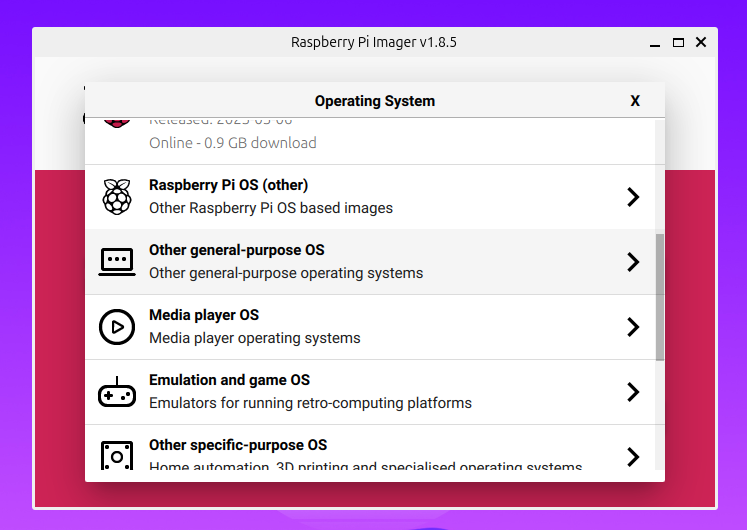 Raspberry Pi Imager v1.8.5
Operating System
X
Online - 0.9 GB download
Raspberry Pi OS (other)
Other Raspberry Pi OS based images
Other general-purpose OS
Other general-purpose operating systems
Media player OS
Media player operating systems
Emulation and game OS
Emulators for running retro-computing platforms
Other specific-purpose OS
Home automation, 3D printing and specialised operating systems